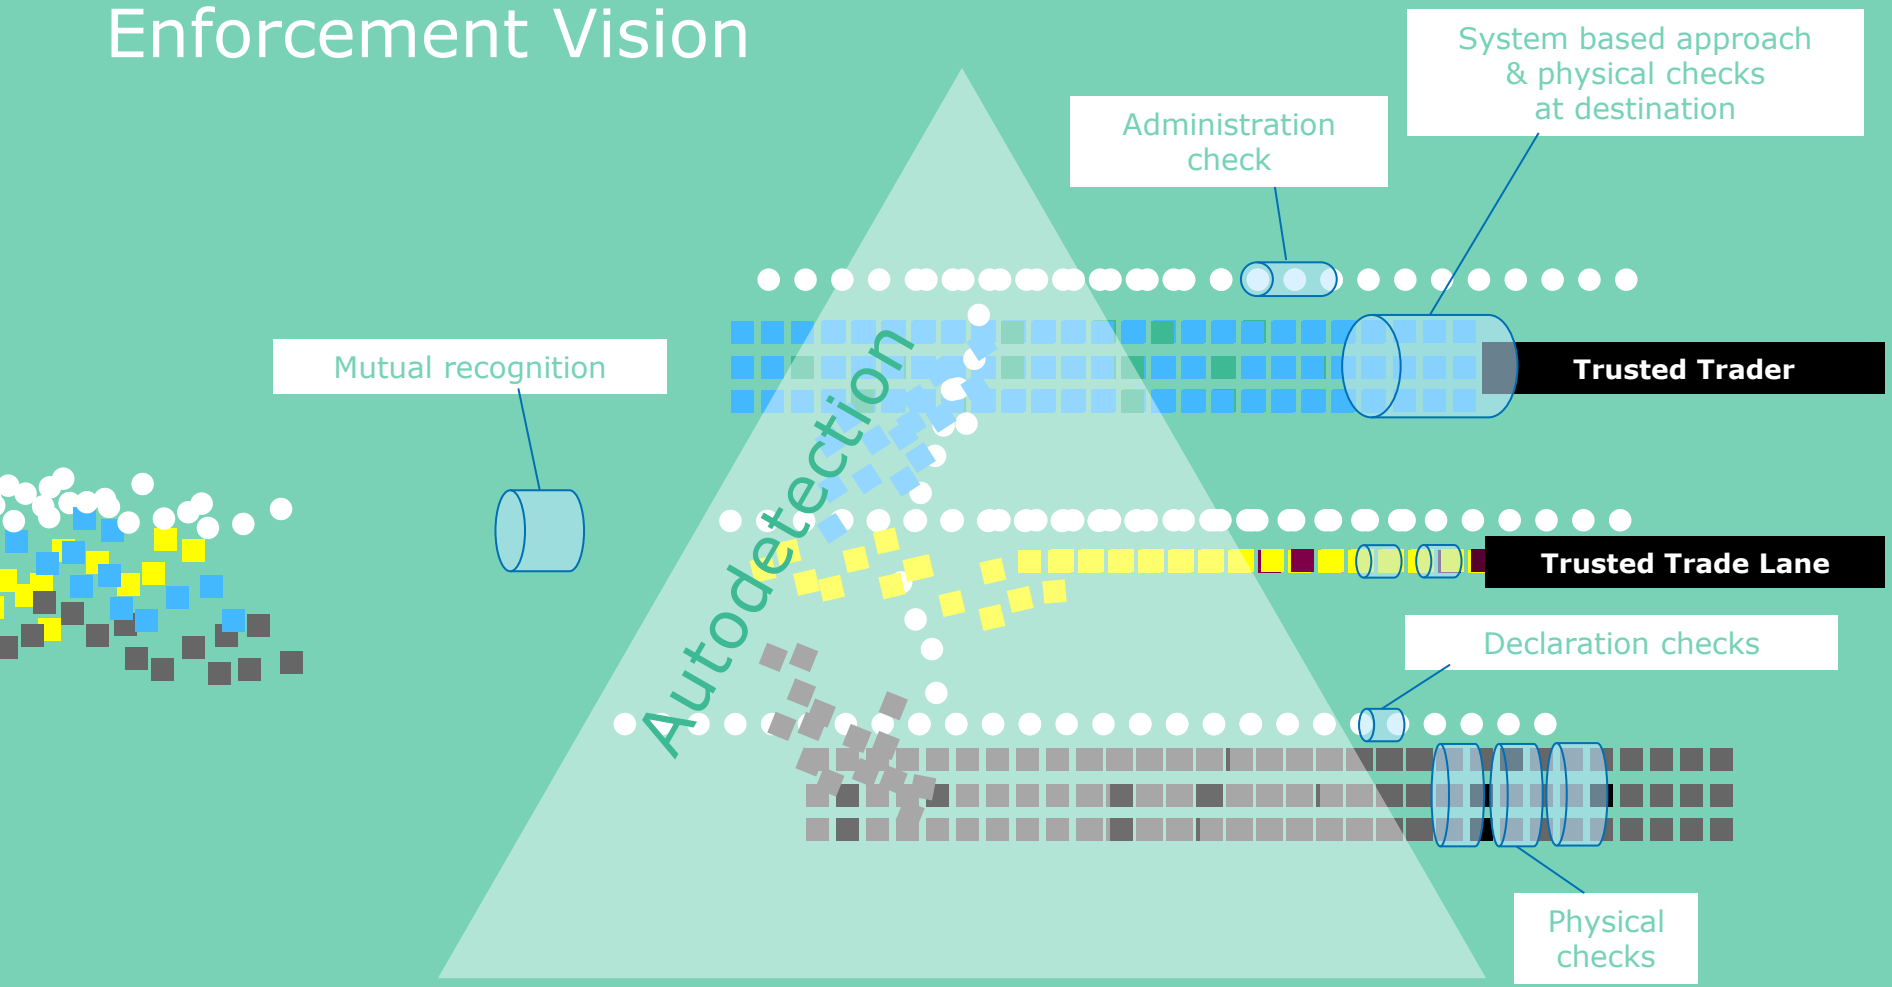 Enforcement Vision
System based approach
& physical checks
at destination
Administration
check
Mutual recognition
Autodetection
Trusted Trader
Trusted Trade Lane
Declaration checks
Physical
checks